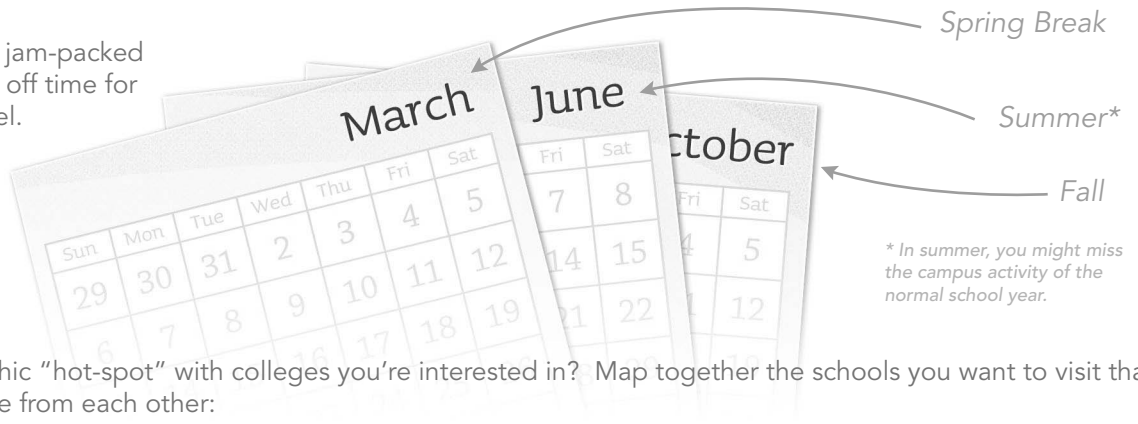 jam-packed
off time for
el.
Spring Break
Summer*
Fall
* In summer, you might miss
the campus activity of the
normal school year.
March
Sun Mon Tue Wed Thu Fri Sat
29 30 31 2 3 4 5
6 7 8 9 10 11 12
16 17 18 19
June
Fri Sat
7 8
14 15
21 22
ctober
Fri Sat
4 5
12
hic “hot-spot” with colleges you’re interested in? Map together the schools you want to visit tha
e from each other: